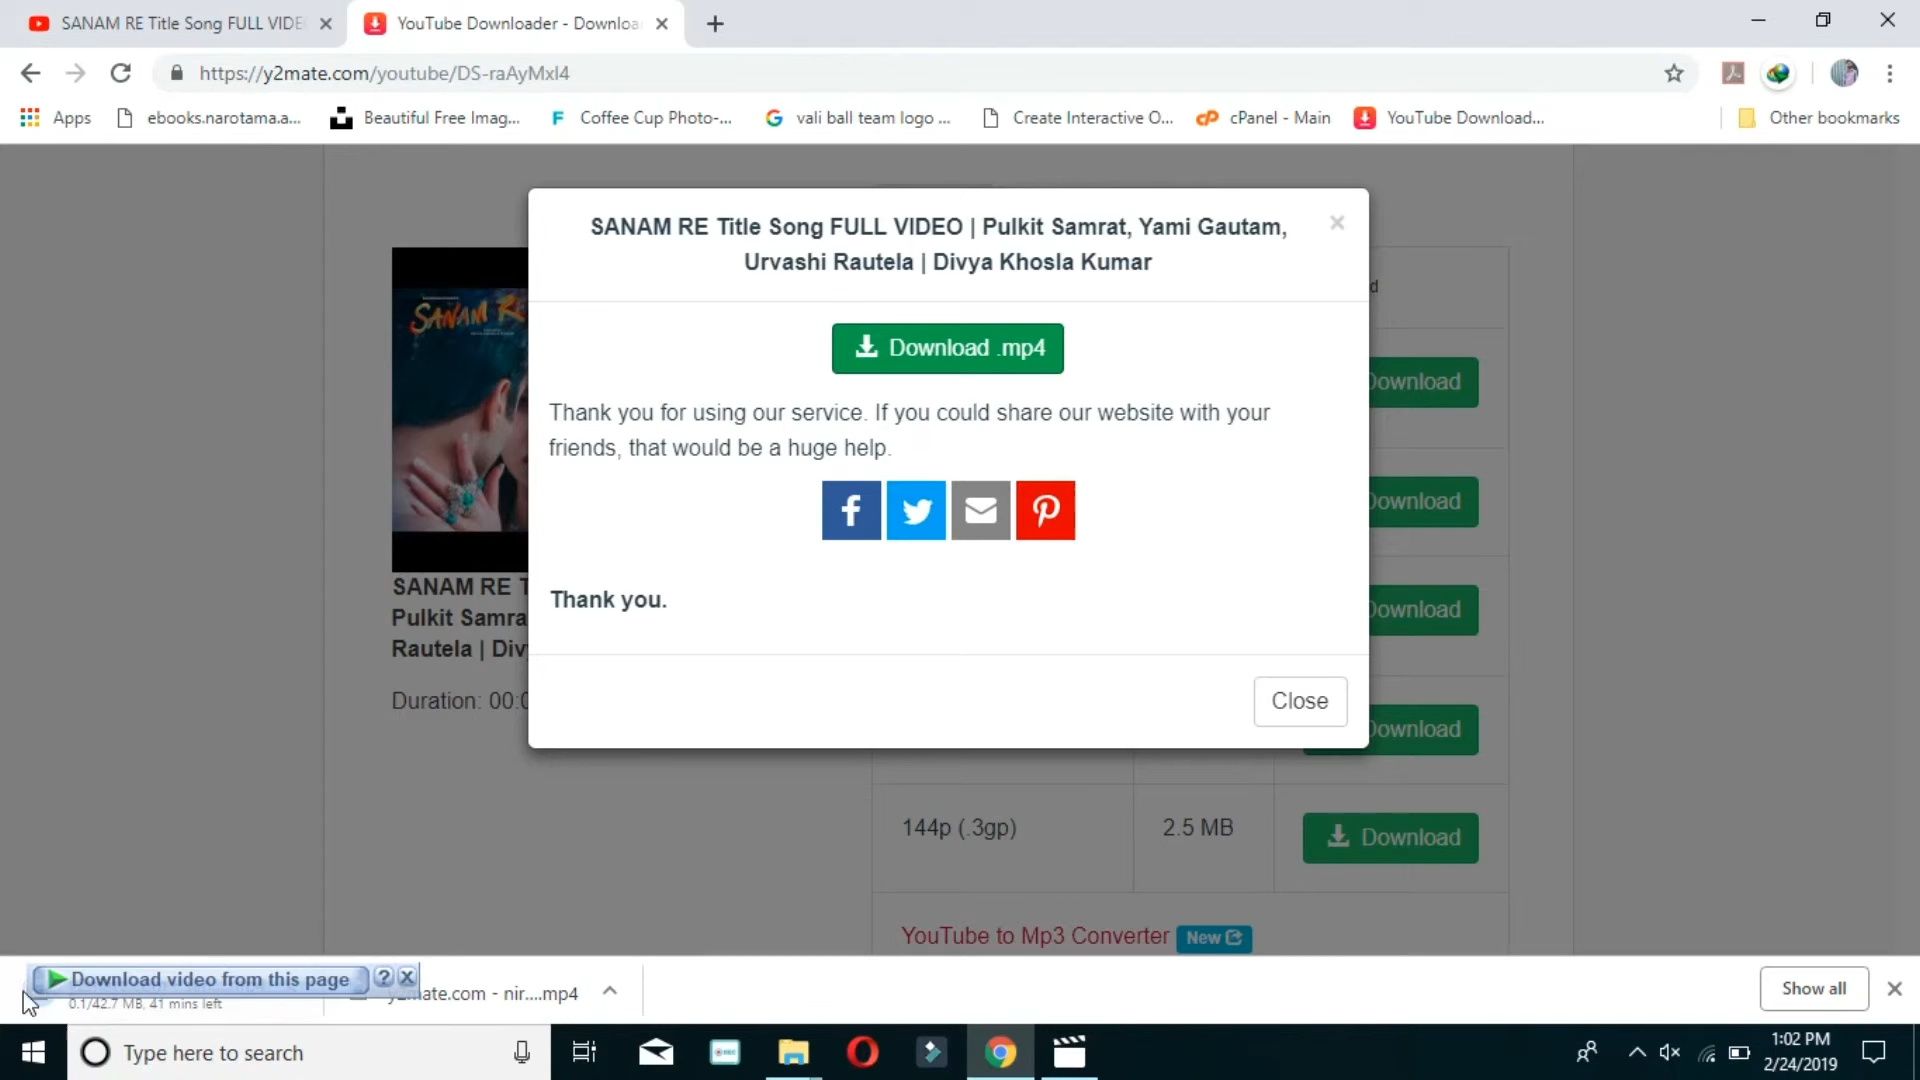 SANAM RE Title Song FULL VIDE
YouTube Downloader - Downloa
https://y2mate.com/youtube/DS-raAyMxI4
Apps
ebooks.narotama.a...
Beautiful Free Imag...
Coffee Cup Photo-...
vali ball team logo ...
Create Interactive O...
cPanel - Main
YouTube Download...
Other bookmarks
SANAM RE Title Song FULL VIDEO | Pulkit Samrat, Yami Gautam,
Urvashi Rautela | Divya Khosla Kumar
×
Download .mp4
Thank you for using our service. If you could share our website with your
friends, that would be a huge help.
Thank you.
Close
SANAM R
SANAM RE T
Pulkit Samra
Rautela | Div
Duration: 00:0
d
Download
Download
Download
Download
144p (.3gp)
2.5 MB
Download
YouTube to Mp3 Converter New
Download video from this page
?
0.1/42.7 MB, 41 mins left
y2mate.com - nir....mp4
Show all
Type here to search
REC
1:02 PM
2/24/2019